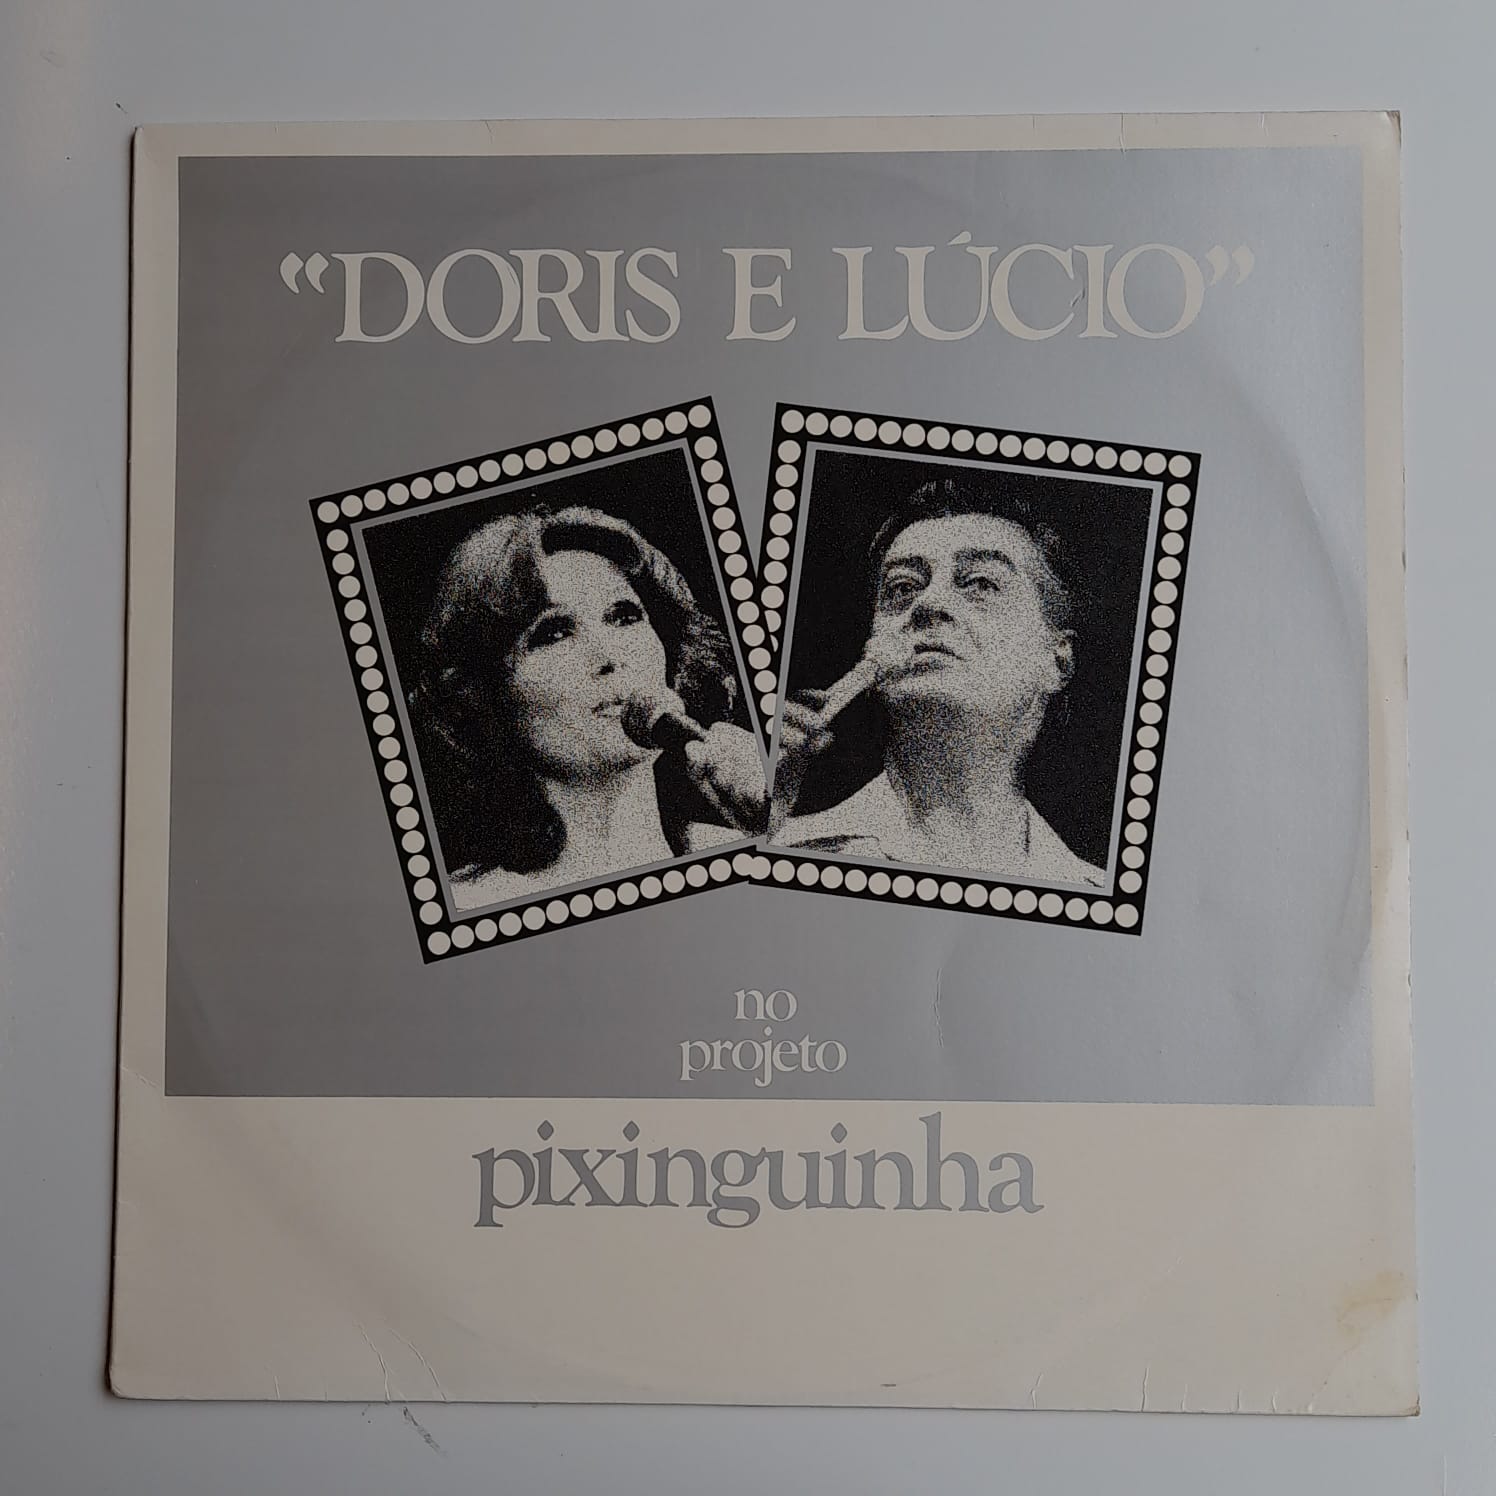 “DORIS E LÚCIO”
no
projeto
pixinguinha